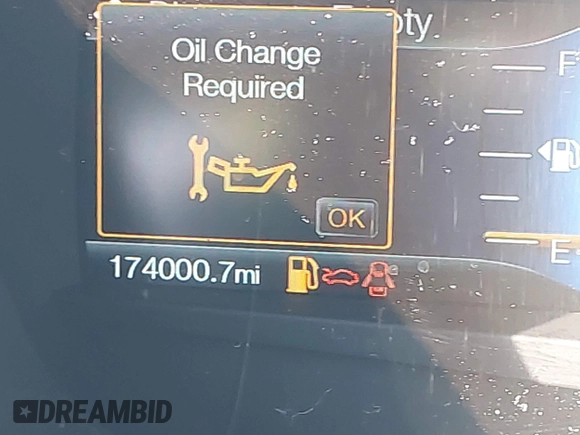 Oil Change
Required
OK
F
E
174000.7mi
DREAMBID